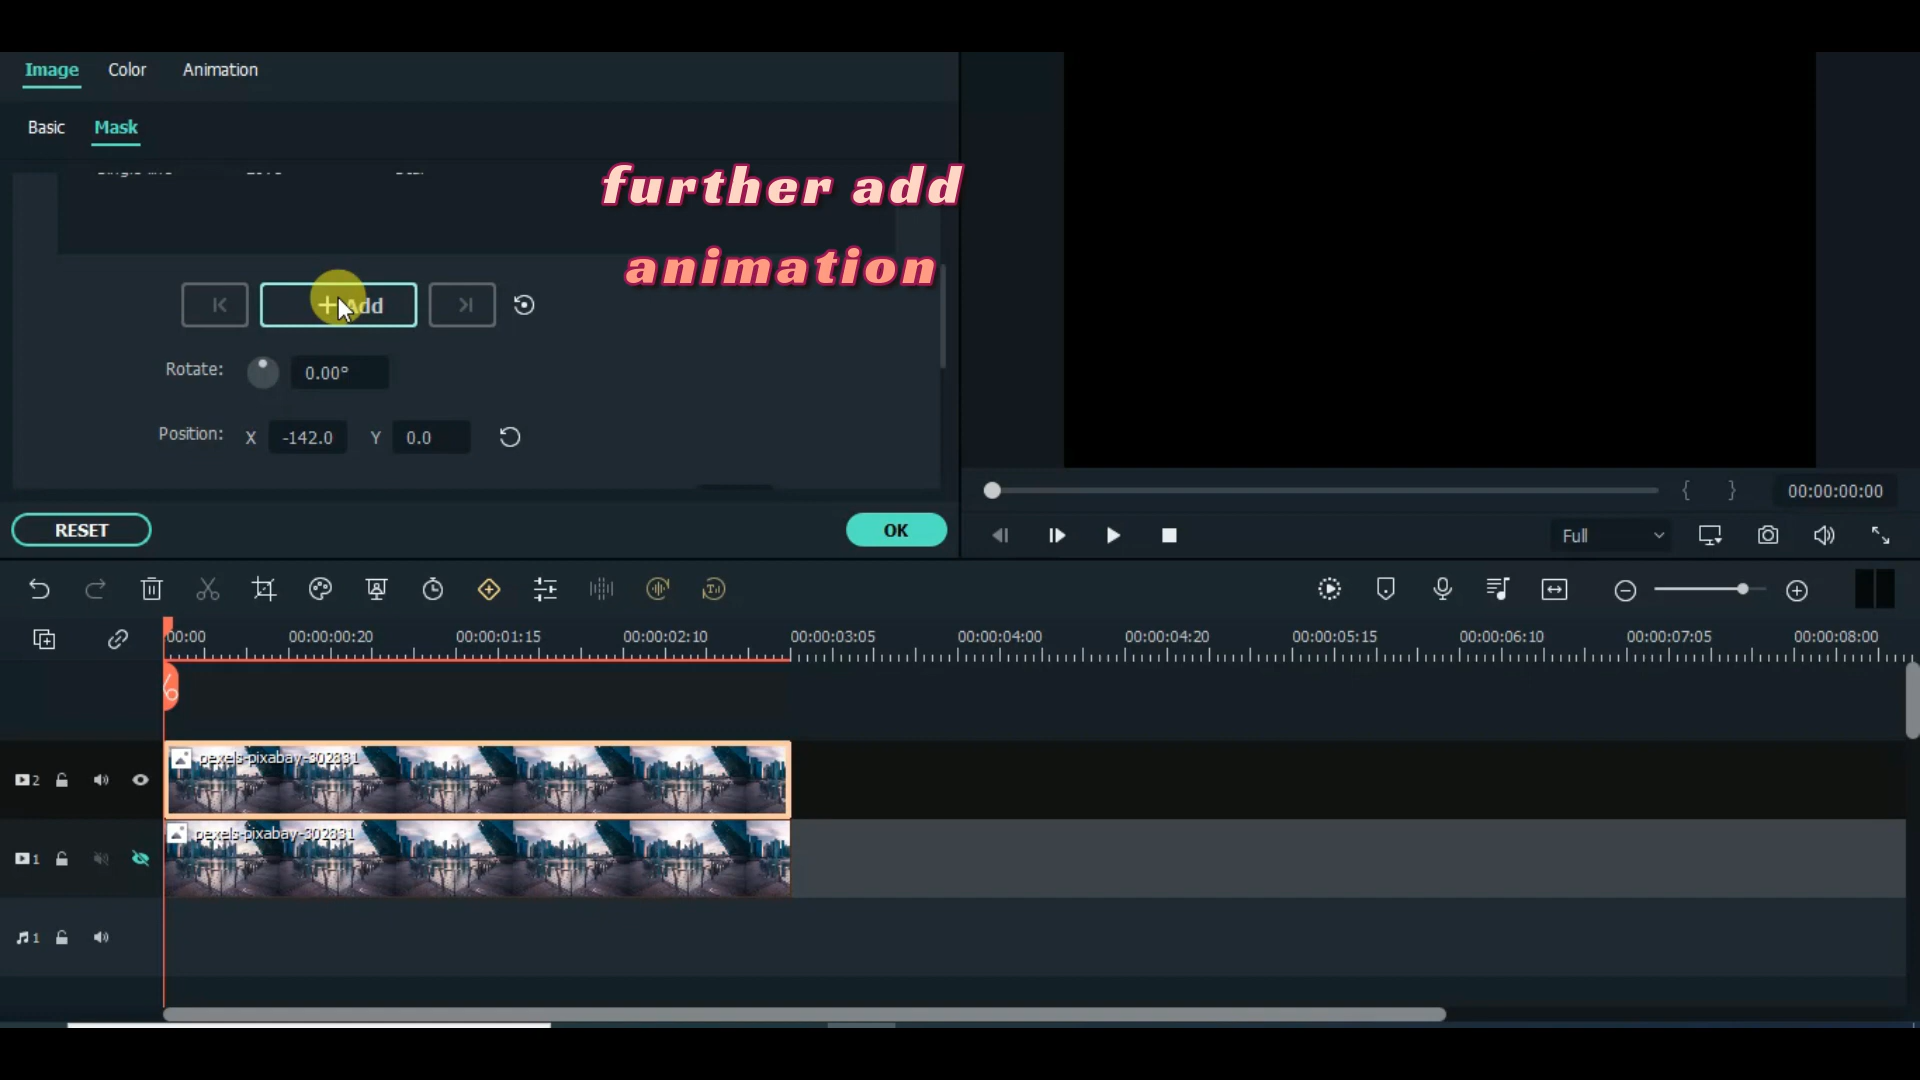 Image Color Animation
Basic Mask
further add
animation
Add
Rotate: 0.00°
Position: X -142.0 Y 0.0
RESET OK
{ } 00:00:00:00
Full
00:00 00:00:00:20 00:00:01:15 00:00:02:10 00:00:03:05 00:00:04:00 00:00:04:20 00:00:05:15 00:00:06:10 00:00:07:05 00:00:08:00
pexels-pixabay-302831
2
pexels-pixabay-302831
1
1